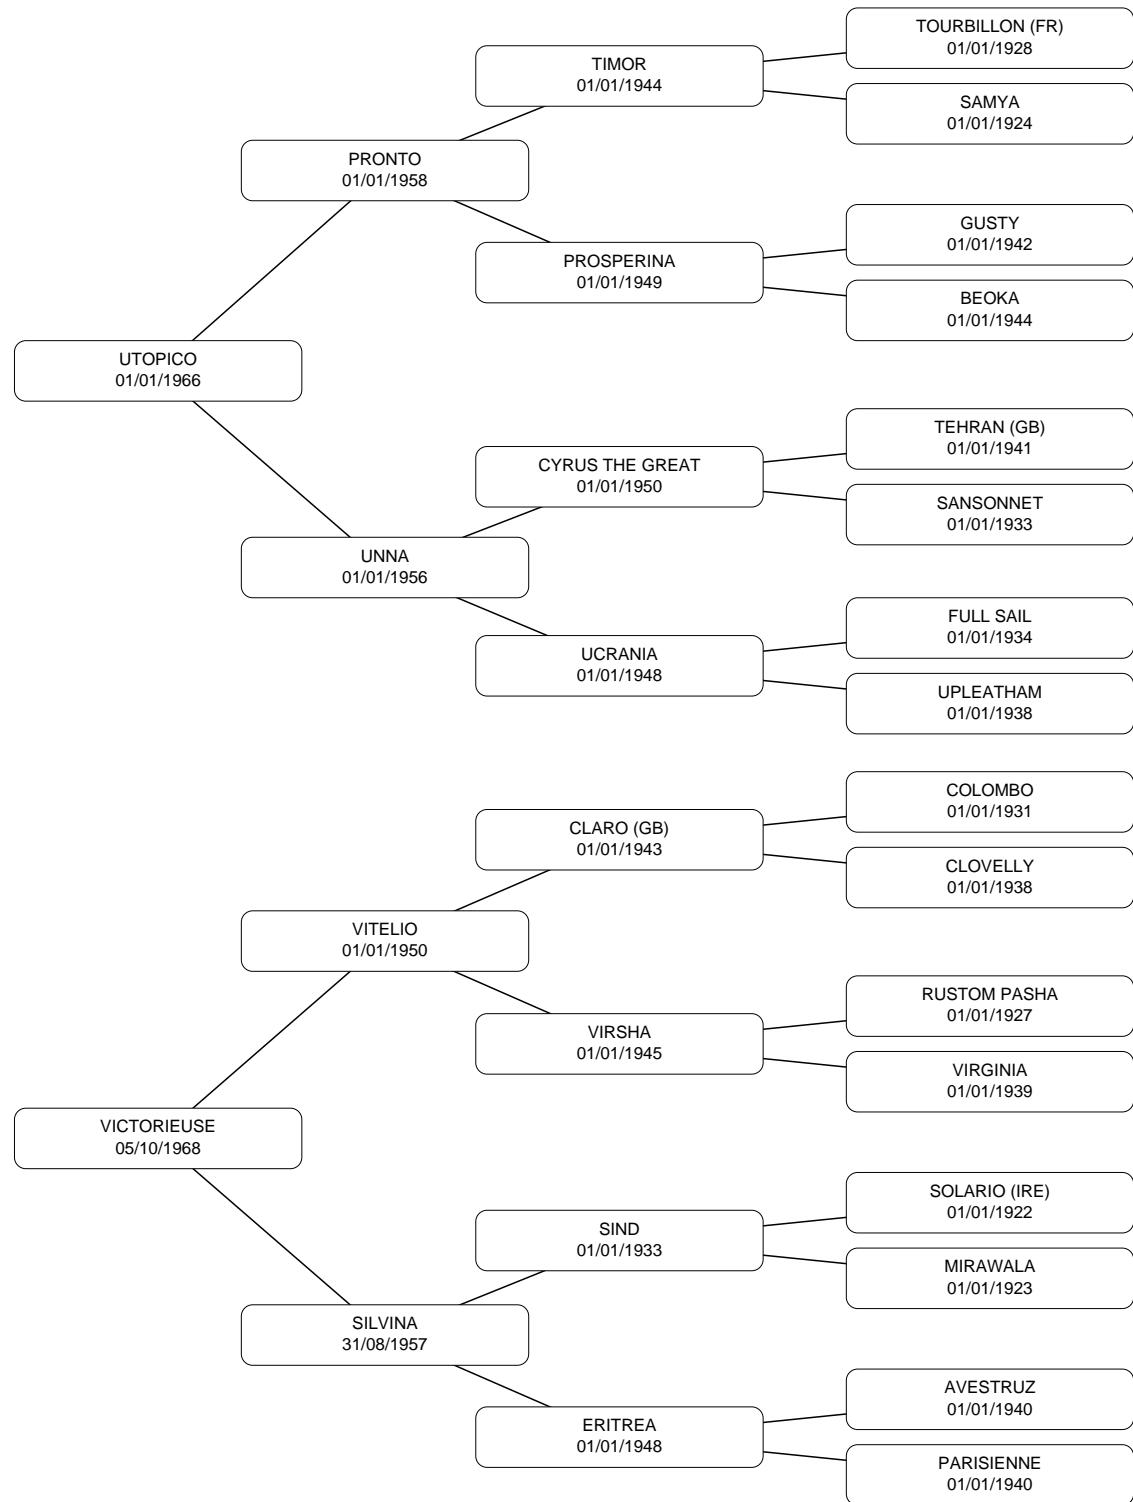 TOURBILLON (FR)
01/01/1928
TIMOR
01/01/1944
SAMYA
01/01/1924
PRONTO
01/01/1958
GUSTY
01/01/1942
PROSPERINA
01/01/1949
BEOKA
01/01/1944
UTOPICO
01/01/1966
TEHRAN (GB)
01/01/1941
CYRUS THE GREAT
01/01/1950
SANSONNET
01/01/1933
UNNA
01/01/1956
FULL SAIL
01/01/1934
UCRANIA
01/01/1948
UPLEATHAM
01/01/1938
COLOMBO
01/01/1931
CLARO (GB)
01/01/1943
CLOVELLY
01/01/1938
VITELIO
01/01/1950
RUSTOM PASHA
01/01/1927
VIRSHA
01/01/1945
VIRGINIA
01/01/1939
VICTORIEUSE
05/10/1968
SOLARIO (IRE)
01/01/1922
SIND
01/01/1933
MIRAWALA
01/01/1923
SILVINA
31/08/1957
AVESTRUZ
01/01/1940
ERITREA
01/01/1948
PARISIENNE
01/01/1940